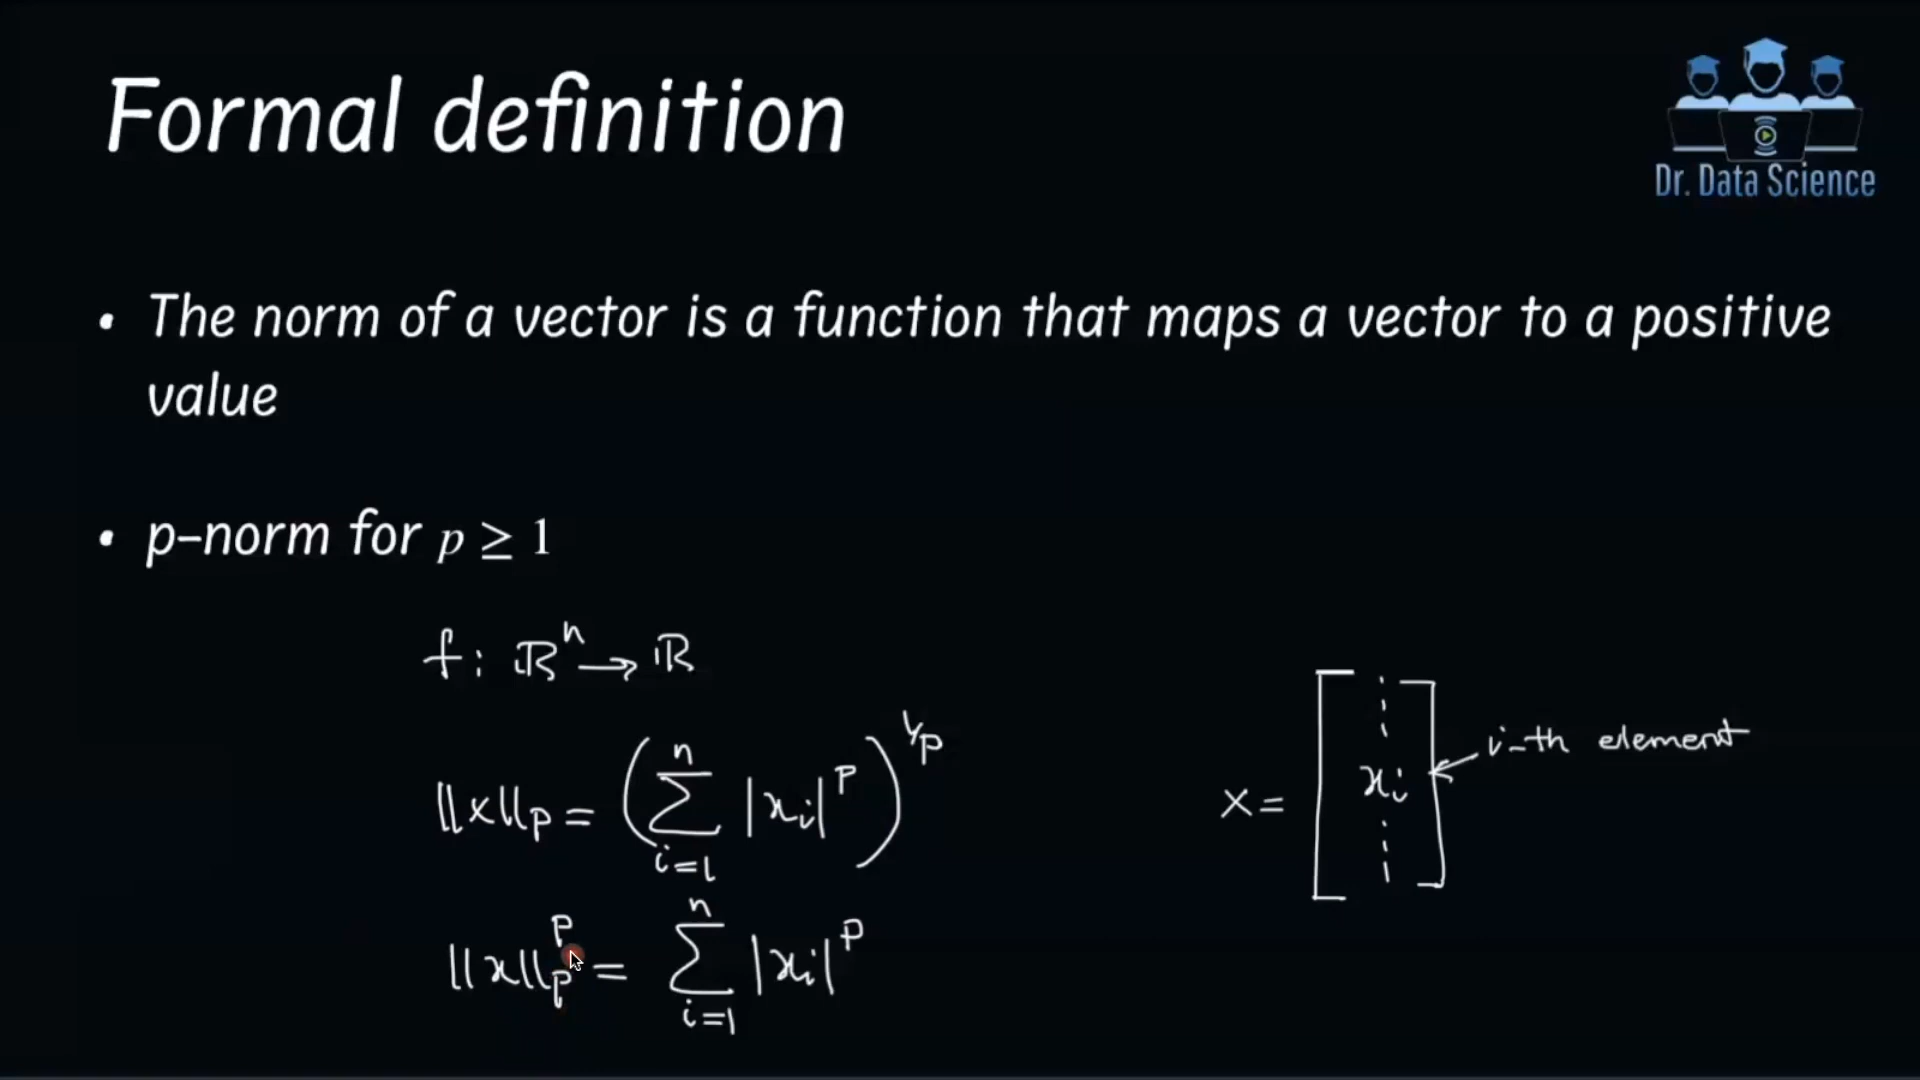 Formal definition
Dr. Data Science
• The norm of a vector is a function that maps a vector to a positive
value
• p-norm for p ≥ 1
f: ℝⁿ → ℝ
‖x‖ₚ = (∑ᵢ₌₁ⁿ |xᵢ|ᵖ)^(1/p)
x = [ ⋮ xᵢ ⋮ ] ← i-th element
‖x‖ₚᵖ = ∑ᵢ₌₁ⁿ |xᵢ|ᵖ